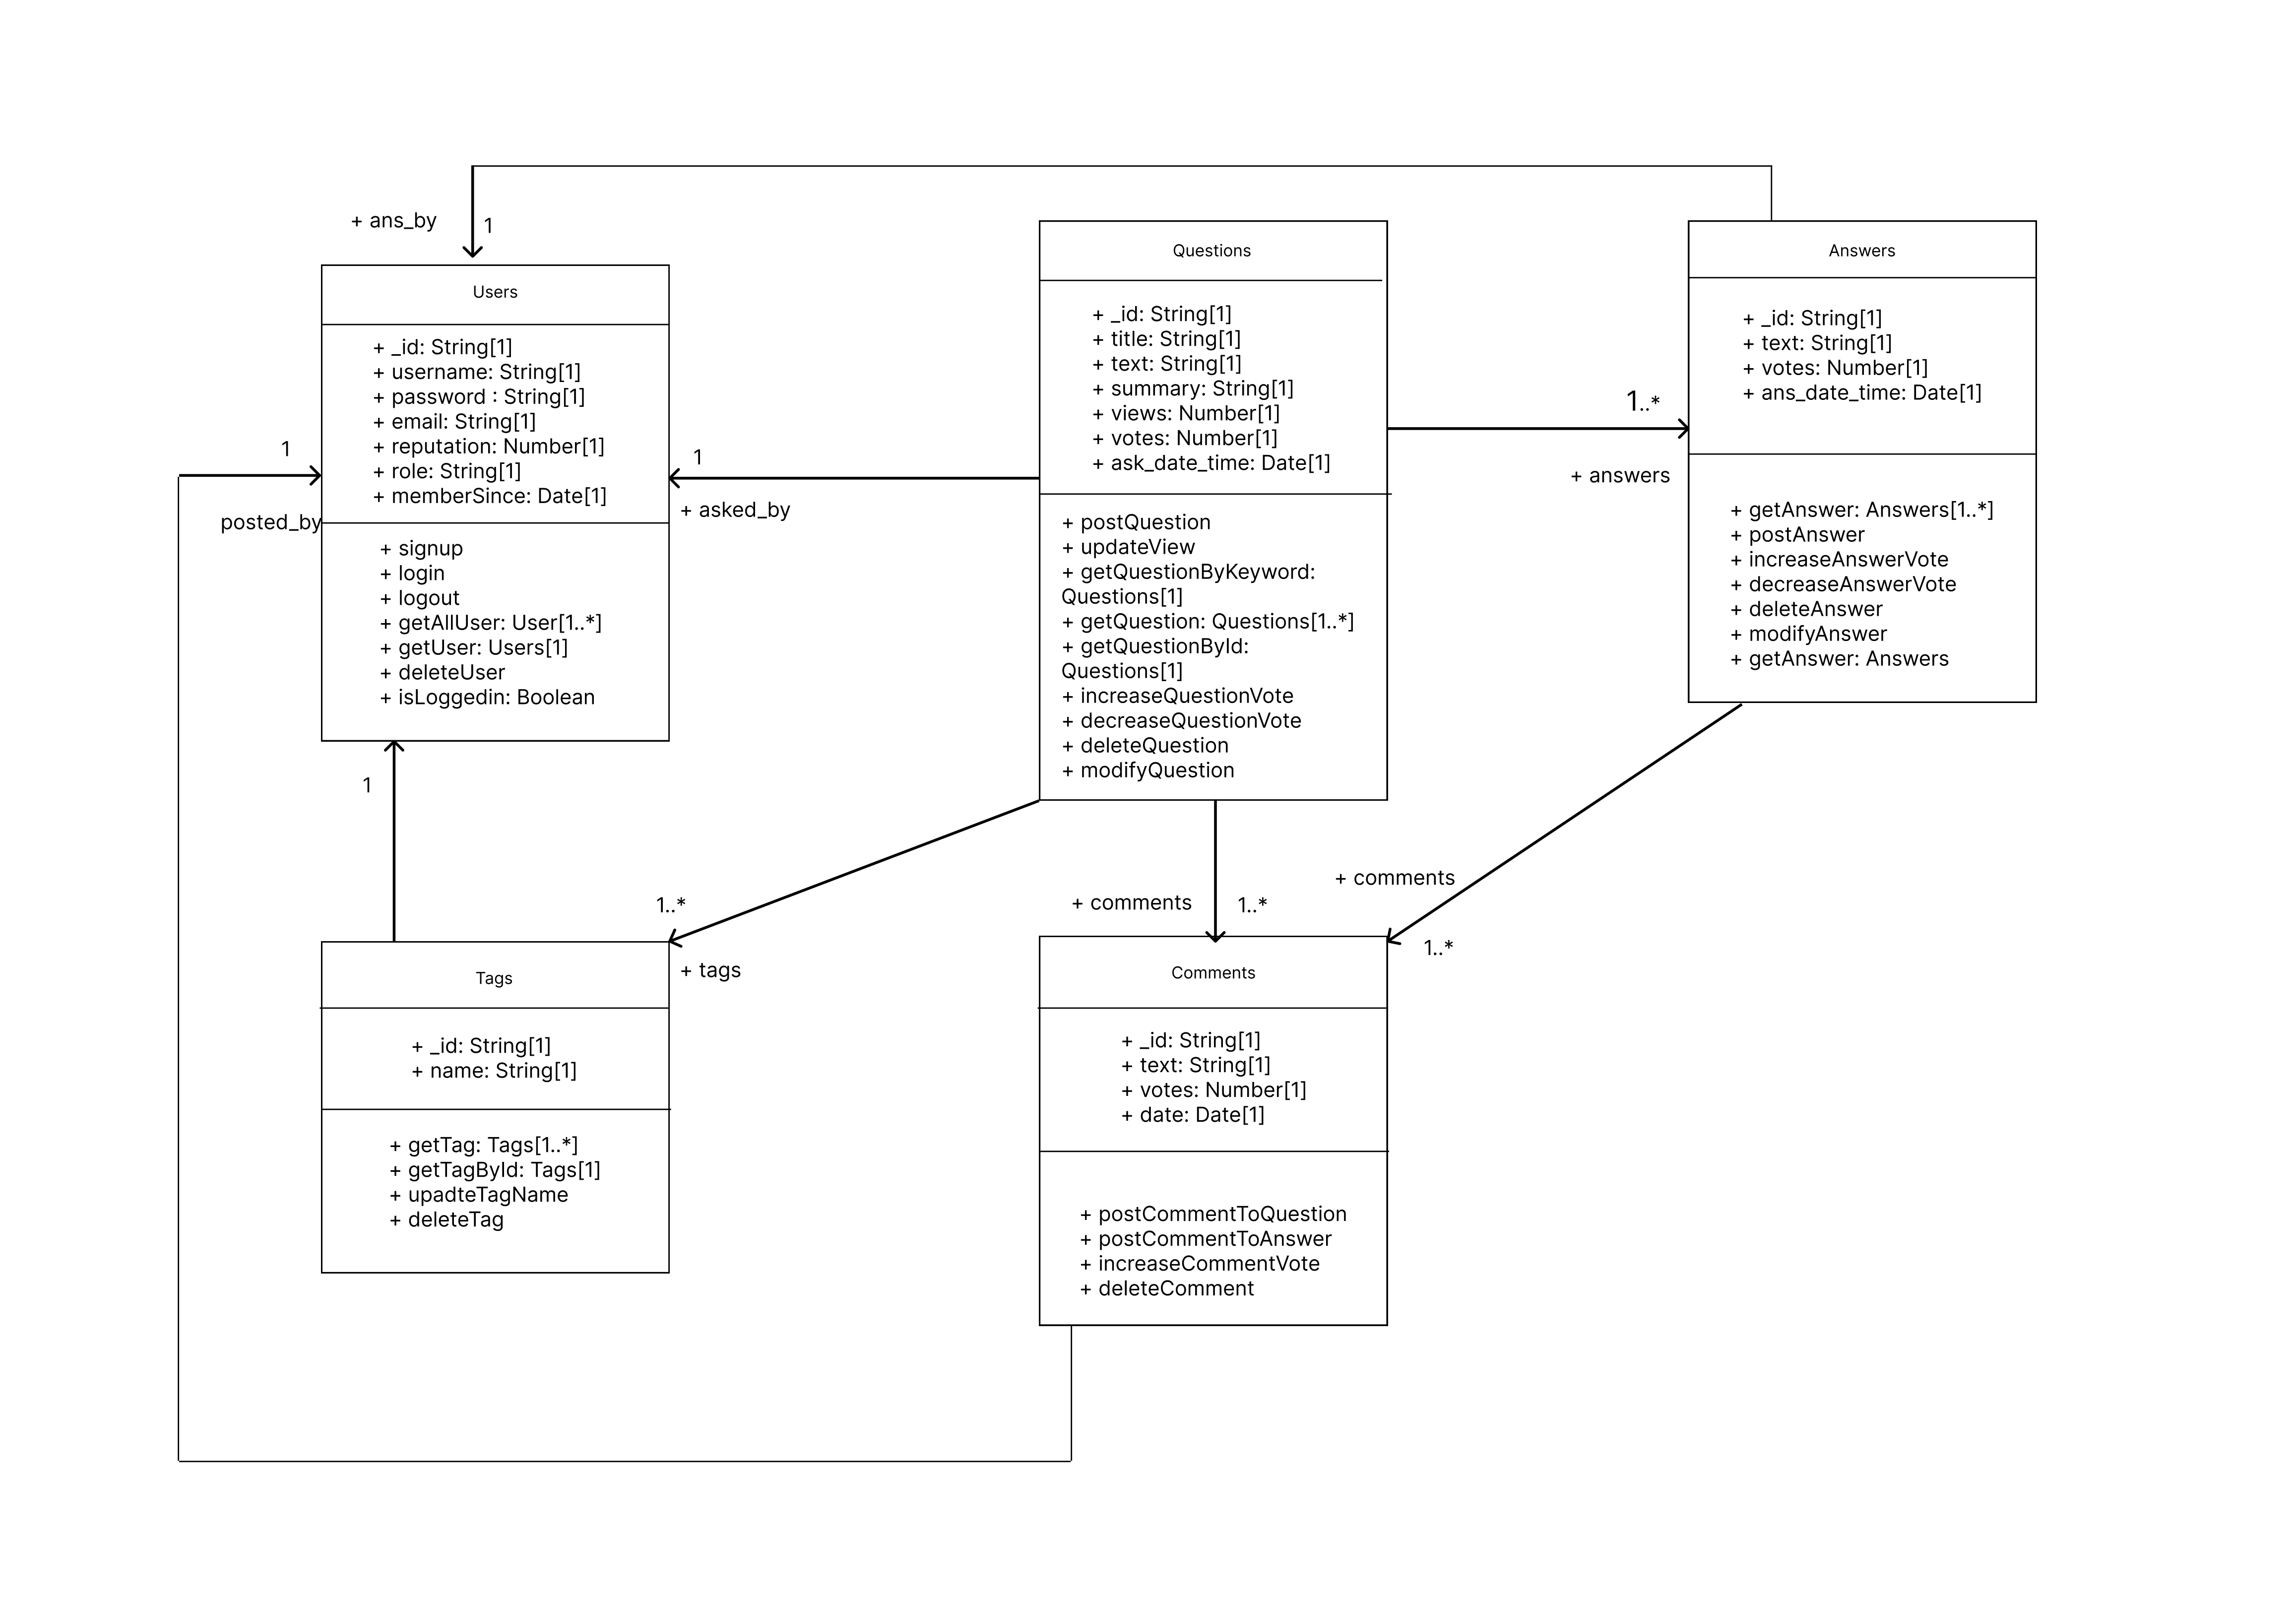 + ans_by
1
Users
+ _id: String[1]
+ username: String[1]
+ password : String[1]
+ email: String[1]
+ reputation: Number[1]
+ role: String[1]
+ memberSince: Date[1]
+ signup
+ login
+ logout
+ getAllUser: User[1..*]
+ getUser: Users[1]
+ deleteUser
+ isLoggedin: Boolean
1
posted_by
1
+ asked_by
Questions
+ _id: String[1]
+ title: String[1]
+ text: String[1]
+ summary: String[1]
+ views: Number[1]
+ votes: Number[1]
+ ask_date_time: Date[1]
+ postQuestion
+ updateView
+ getQuestionByKeyword:
Questions[1]
+ getQuestion: Questions[1..*]
+ getQuestionById:
Questions[1]
+ increaseQuestionVote
+ decreaseQuestionVote
+ deleteQuestion
+ modifyQuestion
1..*
+ answers
Answers
+ _id: String[1]
+ text: String[1]
+ votes: Number[1]
+ ans_date_time: Date[1]
+ getAnswer: Answers[1..*]
+ postAnswer
+ increaseAnswerVote
+ decreaseAnswerVote
+ deleteAnswer
+ modifyAnswer
+ getAnswer: Answers
1
1..*
+ tags
Tags
+ _id: String[1]
+ name: String[1]
+ getTag: Tags[1..*]
+ getTagById: Tags[1]
+ upadteTagName
+ deleteTag
+ comments
1..*
+ comments
1..*
Comments
+ _id: String[1]
+ text: String[1]
+ votes: Number[1]
+ date: Date[1]
+ postCommentToQuestion
+ postCommentToAnswer
+ increaseCommentVote
+ deleteComment